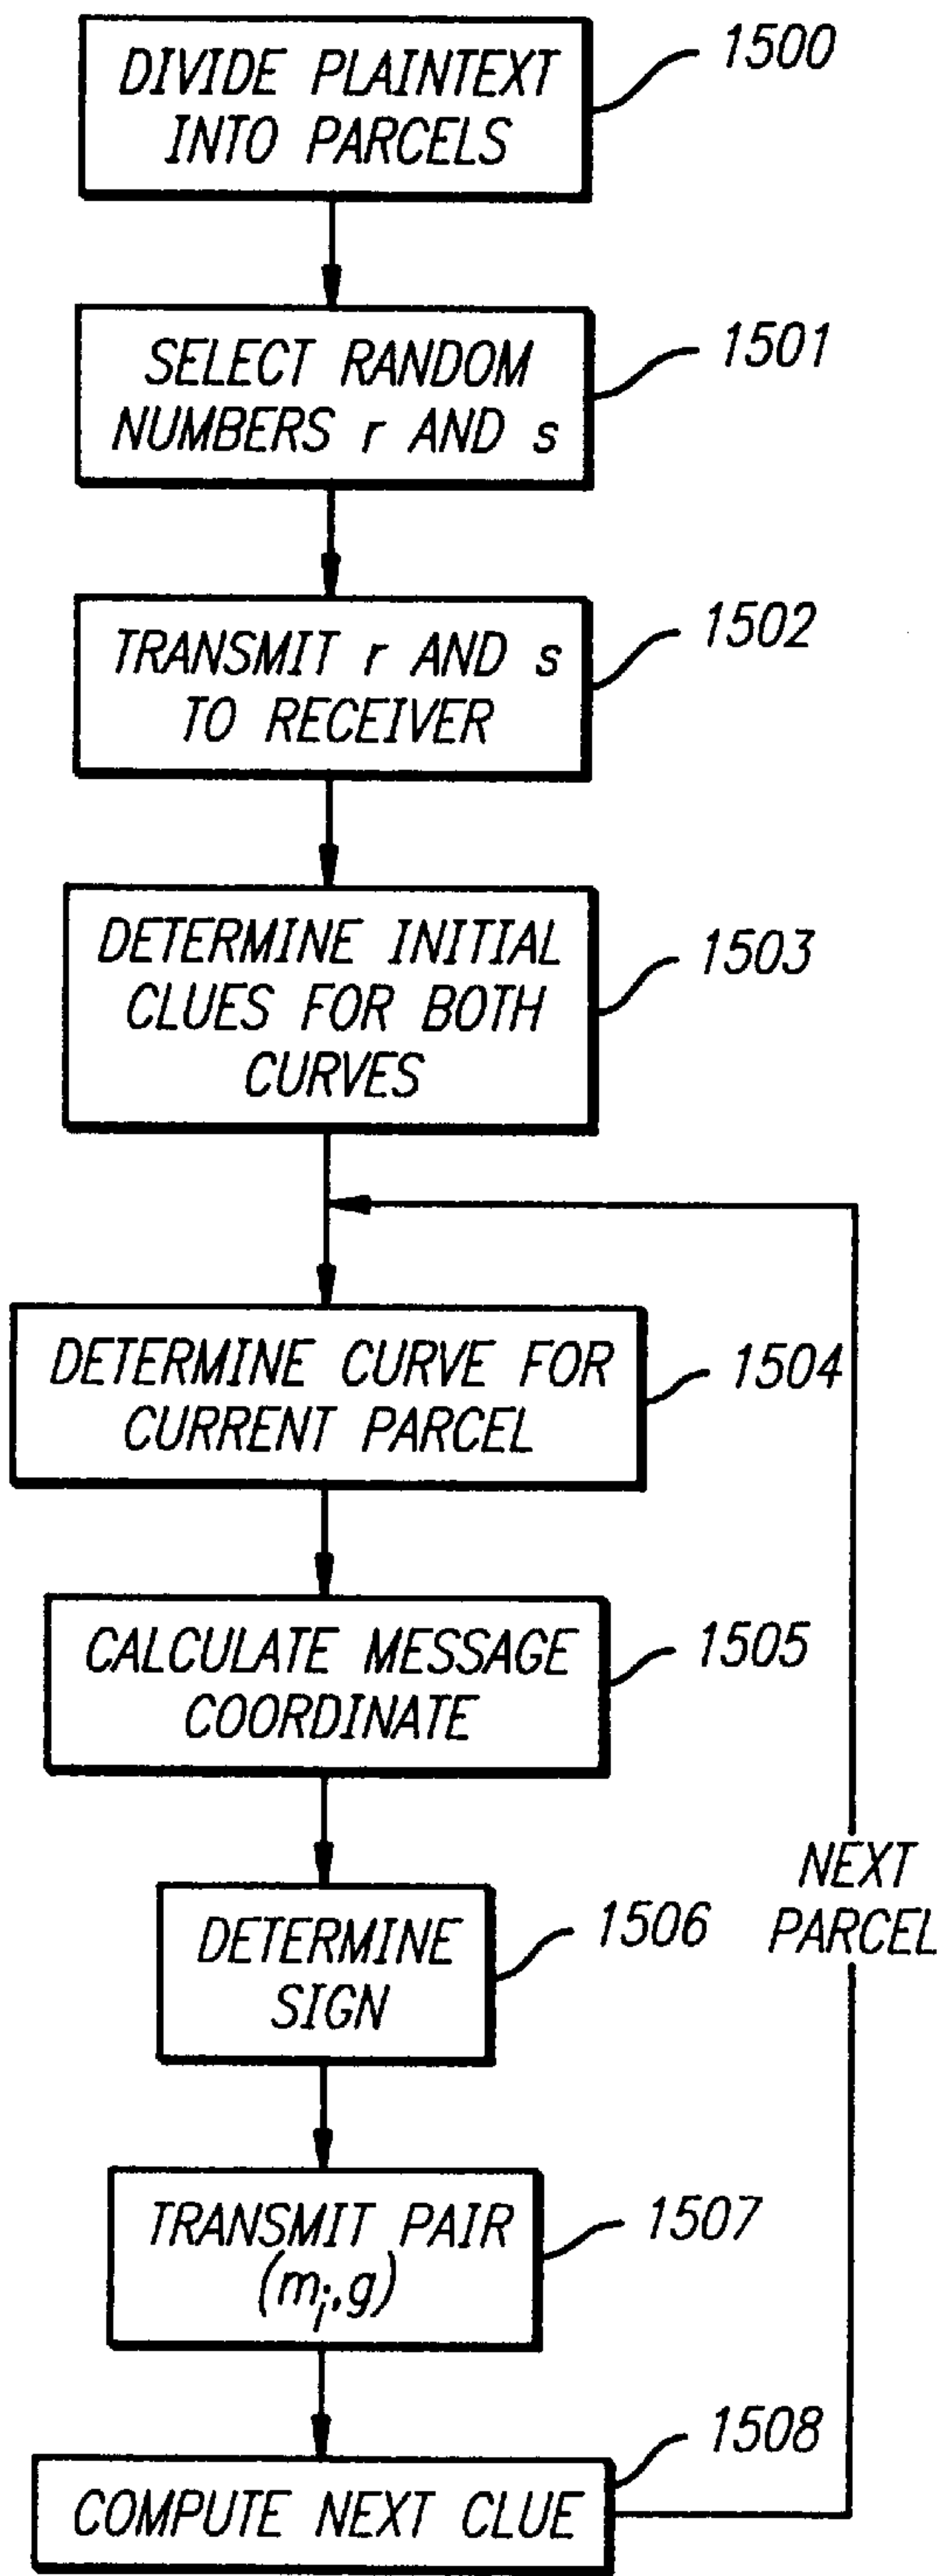 DIVIDE PLAINTEXT
INTO PARCELS
1500
SELECT RANDOM
NUMBERS r AND s
1501
TRANSMIT r AND s
TO RECEIVER
1502
DETERMINE INITIAL
CLUES FOR BOTH
CURVES
1503
DETERMINE CURVE FOR
CURRENT PARCEL
1504
CALCULATE MESSAGE
COORDINATE
1505
DETERMINE
SIGN
1506
NEXT
PARCEL
TRANSMIT PAIR
(m_i,g)
1507
COMPUTE NEXT CLUE
1508